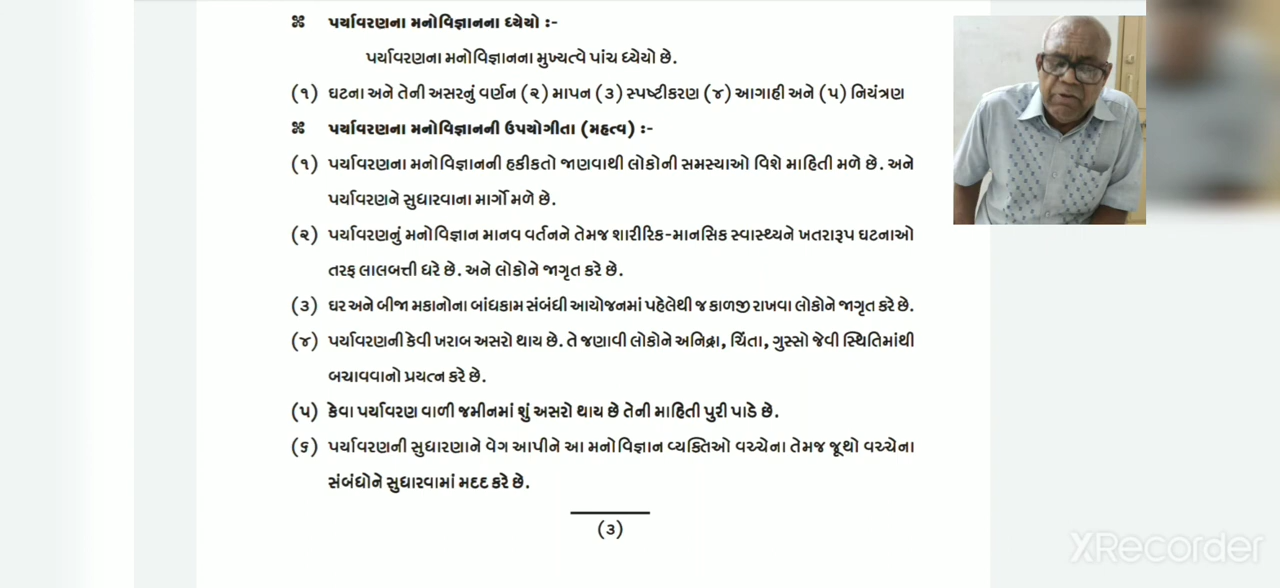 ⌘ પર્યાવરણના મનોવિજ્ઞાનના ધ્યેયો :-
પર્યાવરણના મનોવિજ્ઞાનના મુખ્યત્વે પાંચ ધ્યેયો છે.
(૧) ઘટના અને તેની અસરનું વર્ણન (૨) માપન (૩) સ્પષ્ટીકરણ (૪) આગાહી અને (૫) નિયંત્રણ
⌘ પર્યાવરણના મનોવિજ્ઞાનની ઉપયોગીતા (મહત્વ) :-
(૧) પર્યાવરણના મનોવિજ્ઞાનની હકીકતો જાણવાથી લોકોની સમસ્યાઓ વિશે માહિતી મળે છે. અને
પર્યાવરણને સુધારવાના માર્ગો મળે છે.
(૨) પર્યાવરણનું મનોવિજ્ઞાન માનવ વર્તનને તેમજ શારીરિક-માનસિક સ્વાસ્થ્યને ખતરારૂપ ઘટનાઓ
તરફ લાલબત્તી ધરે છે. અને લોકોને જાગૃત કરે છે.
(૩) ઘર અને બીજા મકાનોના બાંધકામ સંબંધી આયોજનમાં પહેલેથી જ કાળજી રાખવા લોકોને જાગૃત કરે છે.
(૪) પર્યાવરણની કેવી ખરાબ અસરો થાય છે. તે જણાવી લોકોને અનિદ્રા, ચિંતા, ગુસ્સો જેવી સ્થિતિમાંથી
બચાવવાનો પ્રયત્ન કરે છે.
(૫) કેવા પર્યાવરણ વાળી જમીનમાં શું અસરો થાય છે તેની માહિતી પુરી પાડે છે.
(૬) પર્યાવરણની સુધારણાને વેગ આપીને આ મનોવિજ્ઞાન વ્યક્તિઓ વચ્ચેના તેમજ જૂથો વચ્ચેના
સંબંધોને સુધારવામાં મદદ કરે છે.
(૩)
XRecorder